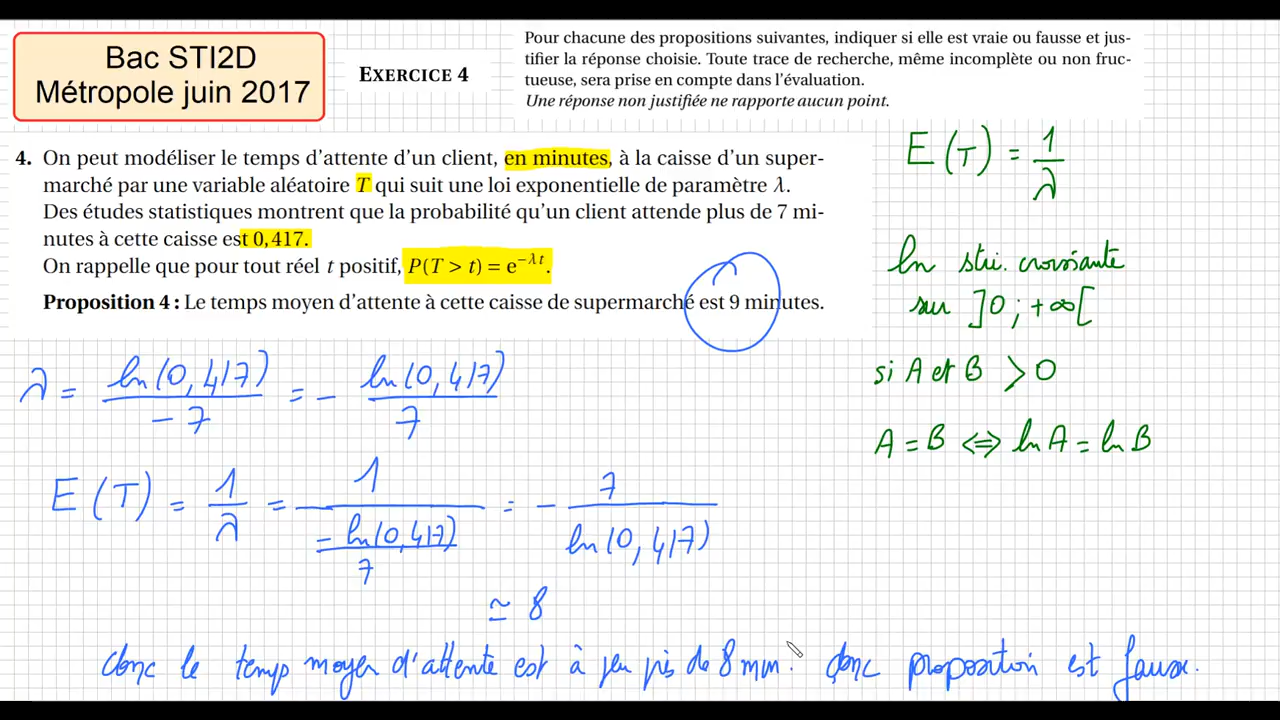 Bac STI2D
Métropole juin 2017
EXERCICE 4
Pour chacune des propositions suivantes, indiquer si elle est vraie ou fausse et jus-
tifier la réponse choisie. Toute trace de recherche, même incomplète ou non fruc-
tueuse, sera prise en compte dans l'évaluation.
Une réponse non justifiée ne rapporte aucun point.
4. On peut modéliser le temps d'attente d'un client, en minutes, à la caisse d'un super-
marché par une variable aléatoire T qui suit une loi exponentielle de paramètre λ.
Des études statistiques montrent que la probabilité qu'un client attende plus de 7 mi-
nutes à cette caisse est 0,417.
On rappelle que pour tout réel t positif, P(T > t) = e^{-λt}.
Proposition 4 : Le temps moyen d'attente à cette caisse de supermarché est 9 minutes.
E(T) = 1/λ
ln stri. croissante
sur ]0 ; +∞[
si A et B > 0
A = B ⇔ ln A = ln B
λ = ln(0,417)/-7 = - ln(0,417)/7
E(T) = 1/λ = 1/(-ln(0,417)/7) = - 7/ln(0,417)
≃ 8
donc le temps moyen d'attente est à peu près de 8 min. donc proposition est fausse.